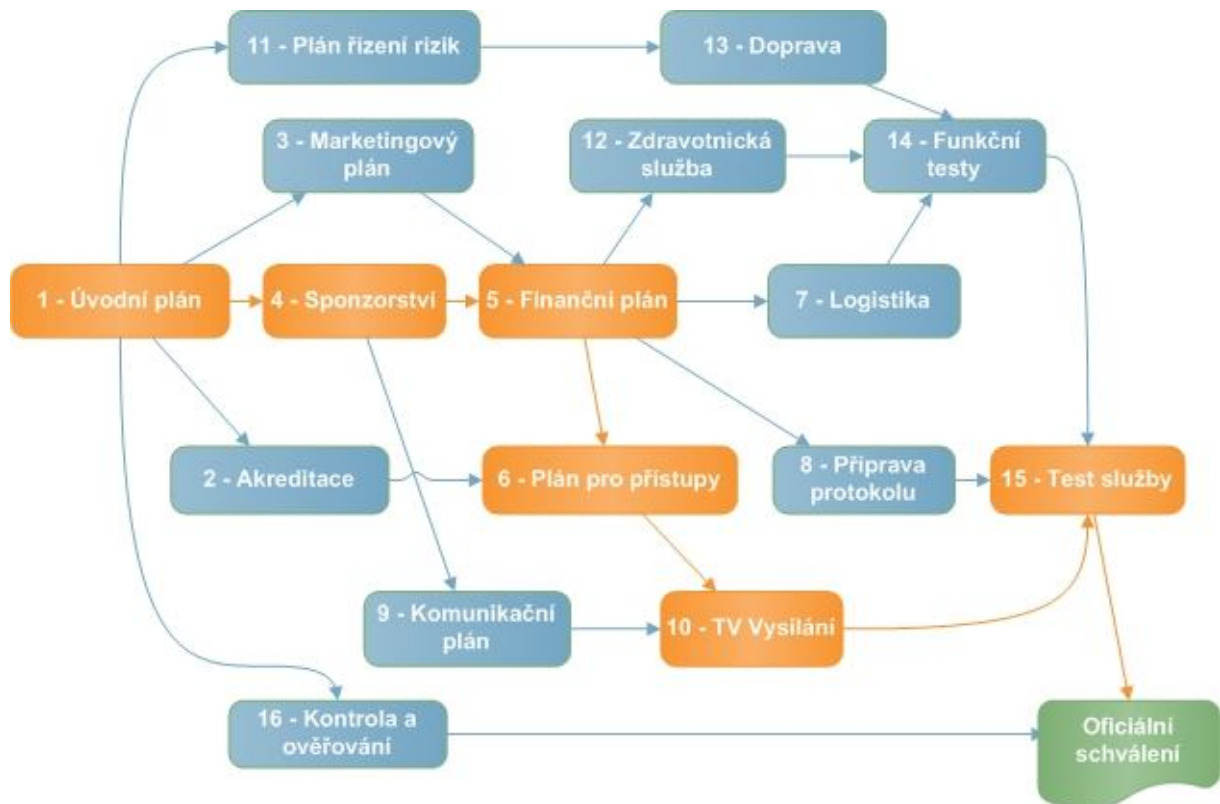 11 - Plán řízení rizik
13 - Doprava
3 - Marketingový
plán
12 - Zdravotnická
služba
14 - Funkční
testy
1 - Úvodní plán
4 - Sponzorství
5 - Finanční plán
7 - Logistika
2 - Akreditace
6 - Plán pro přístupy
8 - Připrava
protokolu
15 - Test služby
9 - Komunikační
plán
10 - TV Vysílání
16 - Kontrola a
ověřování
Oficiální
schválení